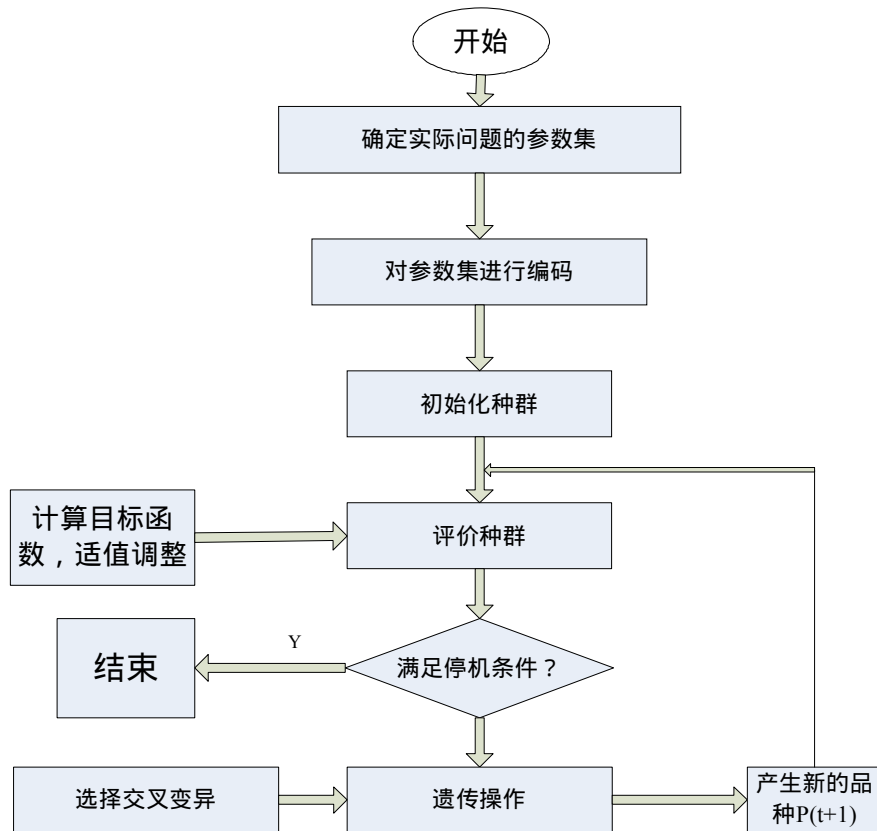 开始
确定实际问题的参数集
对参数集进行编码
初始化种群
计算目标函
数，适值调整
评价种群
Y
结束
满足停机条件？
选择交叉变异
遗传操作
产生新的品
种P(t+1)